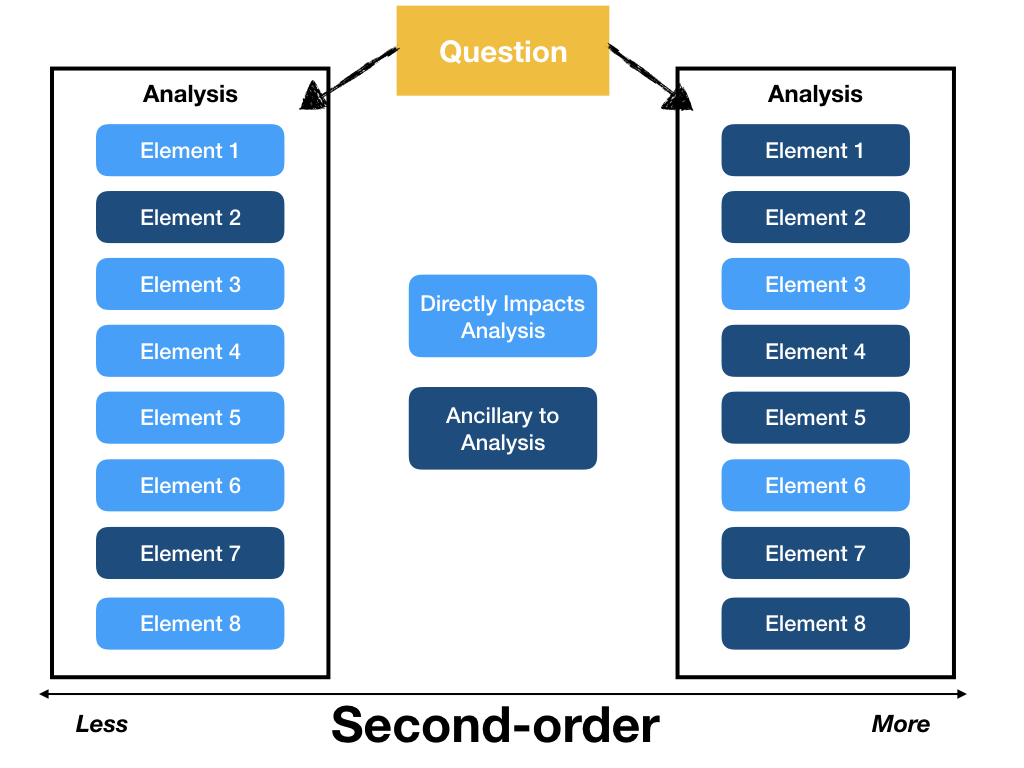 Question
Analysis
Element 1
Element 2
Element 3
Element 4
Element 5
Element 6
Element 7
Element 8
Directly Impacts
Analysis
Ancillary to
Analysis
Analysis
Element 1
Element 2
Element 3
Element 4
Element 5
Element 6
Element 7
Element 8
Less
Second-order
More